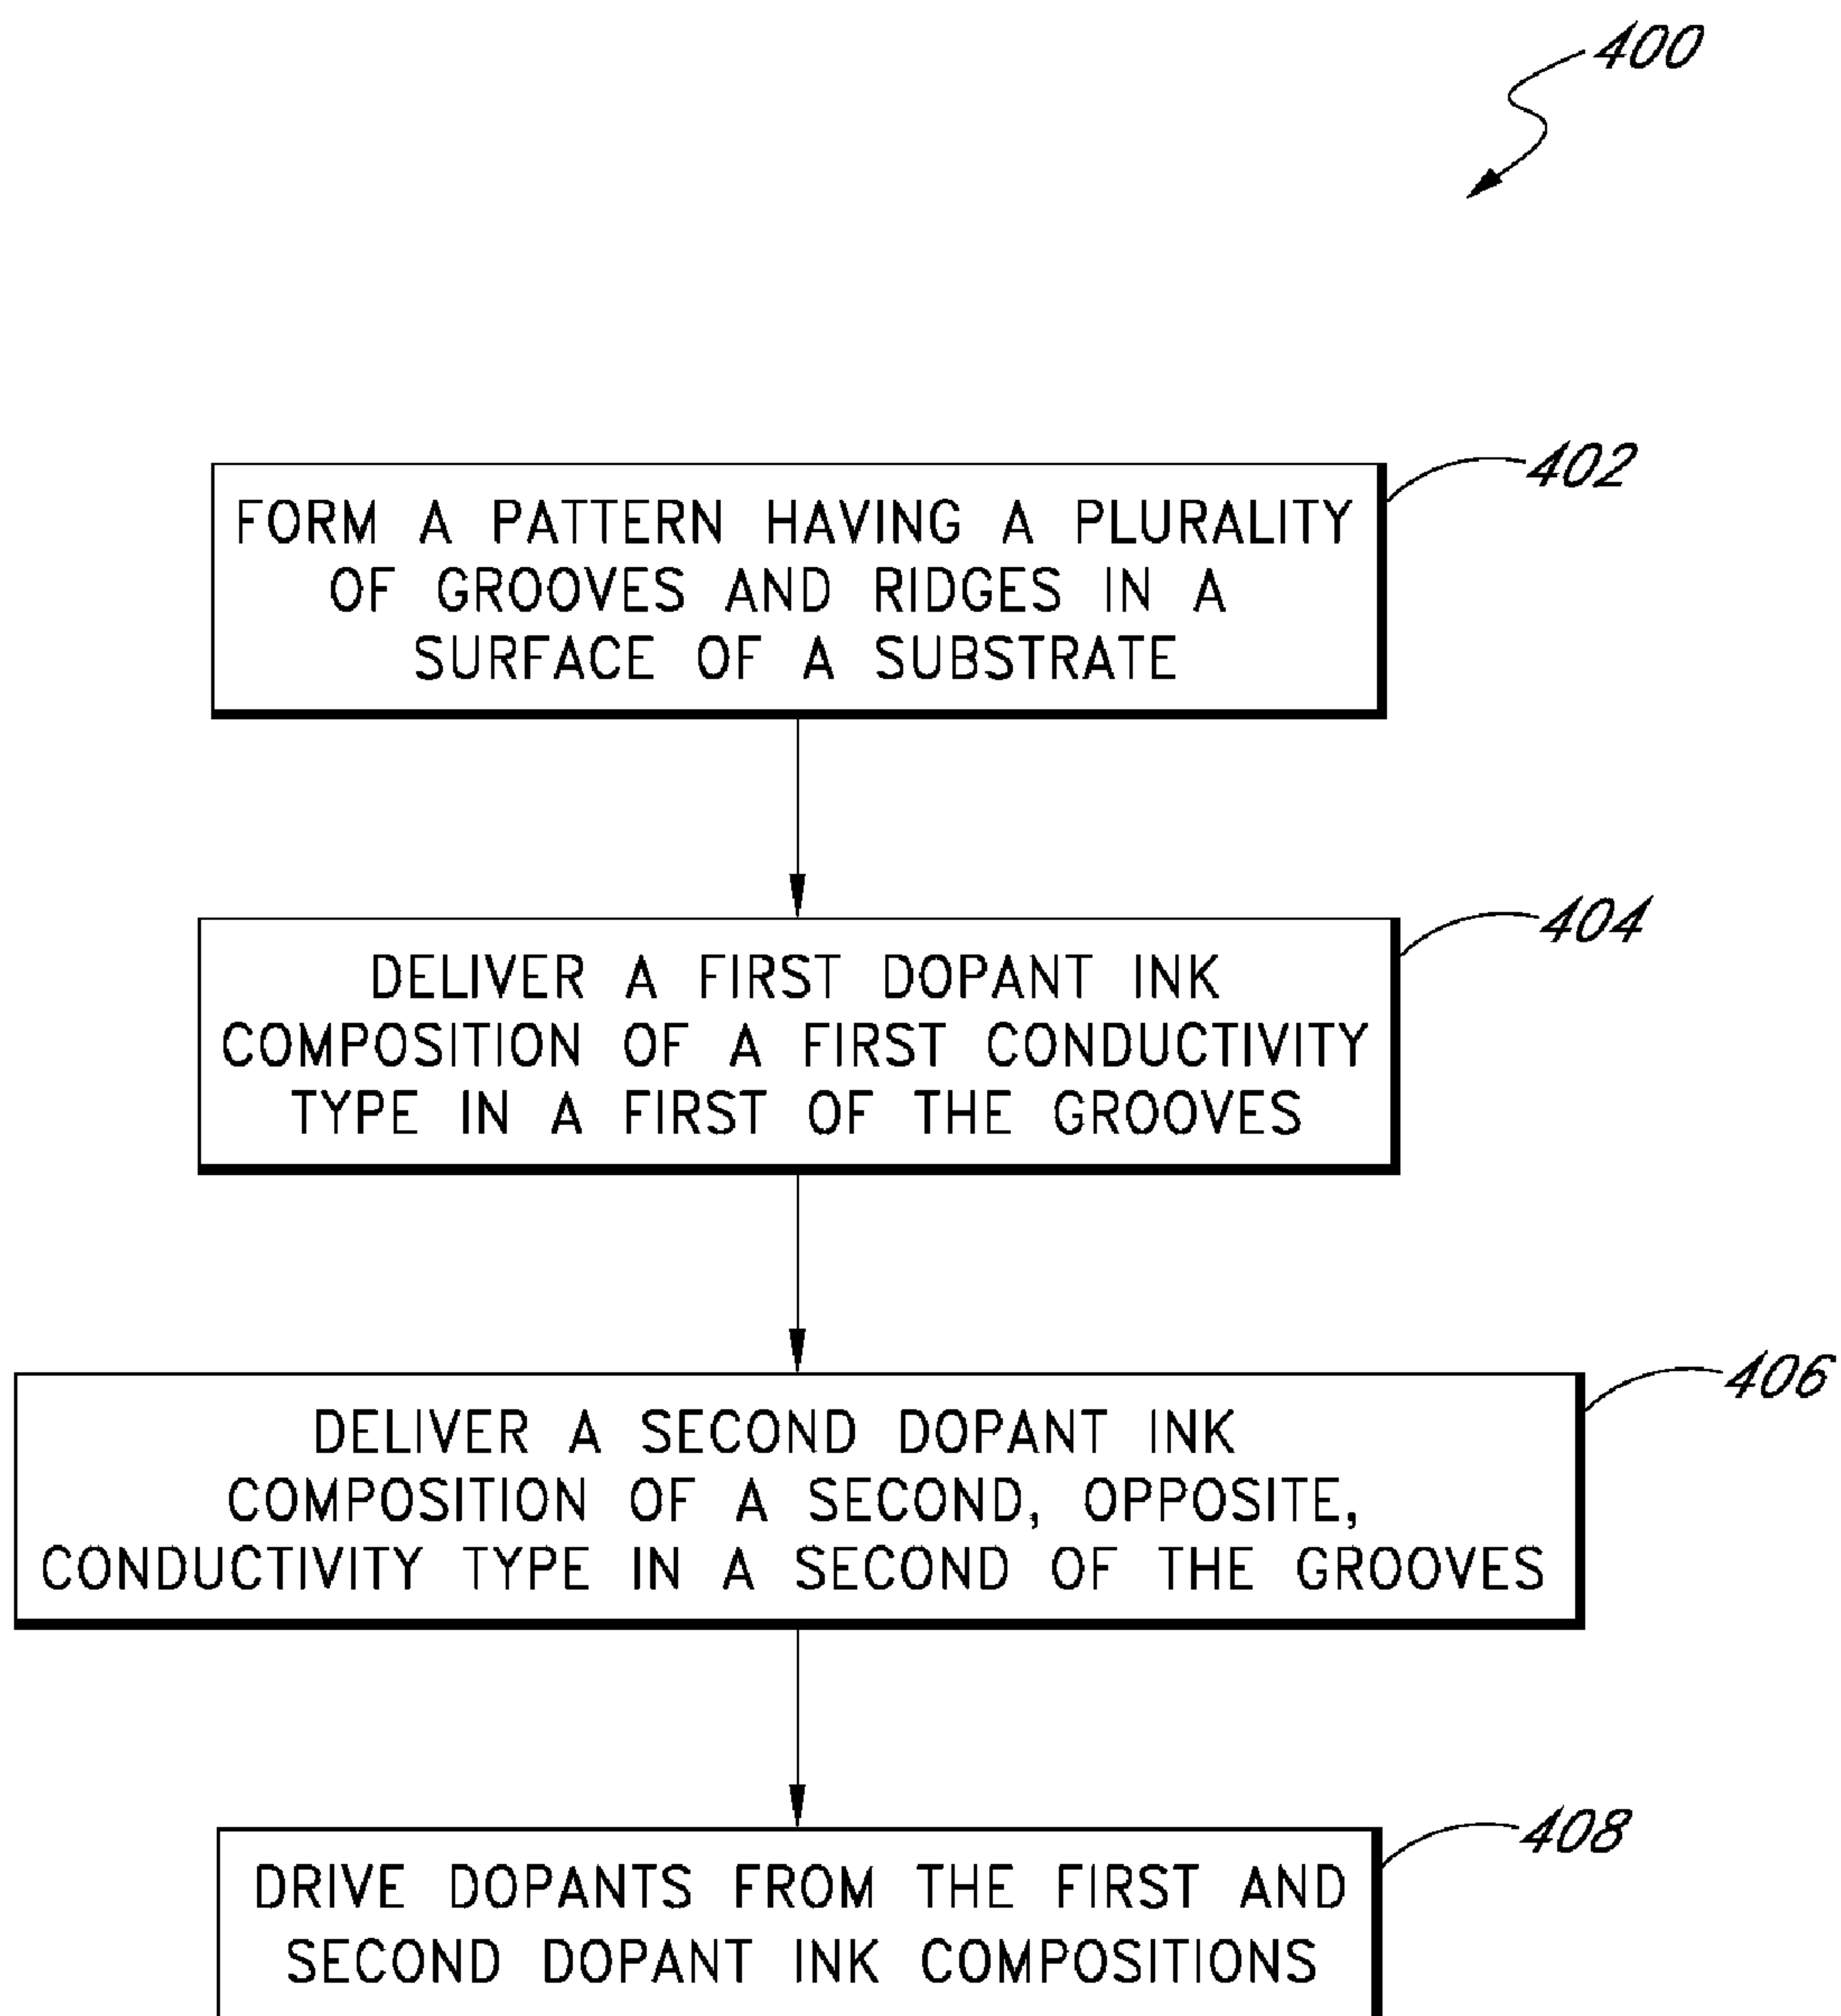 400
402
FORM A PATTERN HAVING A PLURALITY
OF GROOVES AND RIDGES IN A
SURFACE OF A SUBSTRATE
404
DELIVER A FIRST DOPANT INK
COMPOSITION OF A FIRST CONDUCTIVITY
TYPE IN A FIRST OF THE GROOVES
406
DELIVER A SECOND DOPANT INK
COMPOSITION OF A SECOND, OPPOSITE,
CONDUCTIVITY TYPE IN A SECOND OF THE GROOVES
408
DRIVE DOPANTS FROM THE FIRST AND
SECOND DOPANT INK COMPOSITIONS